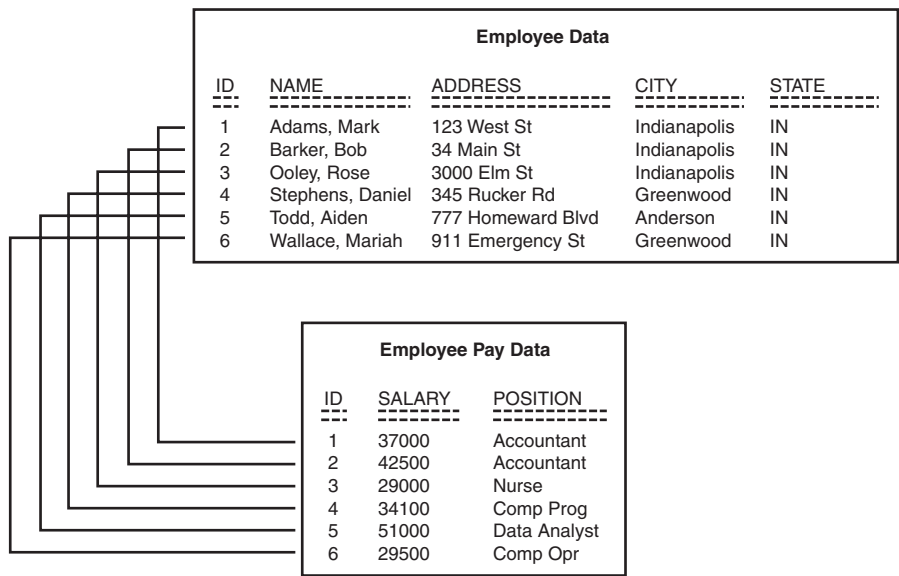 Employee Data
ID NAME ADDRESS CITY STATE
1 Adams, Mark 123 West St Indianapolis IN
2 Barker, Bob 34 Main St Indianapolis IN
3 Ooley, Rose 3000 Elm St Indianapolis IN
4 Stephens, Daniel 345 Rucker Rd Greenwood IN
5 Todd, Aiden 777 Homeward Blvd Anderson IN
6 Wallace, Mariah 911 Emergency St Greenwood IN
Employee Pay Data
ID SALARY POSITION
1 37000 Accountant
2 42500 Accountant
3 29000 Nurse
4 34100 Comp Prog
5 51000 Data Analyst
6 29500 Comp Opr